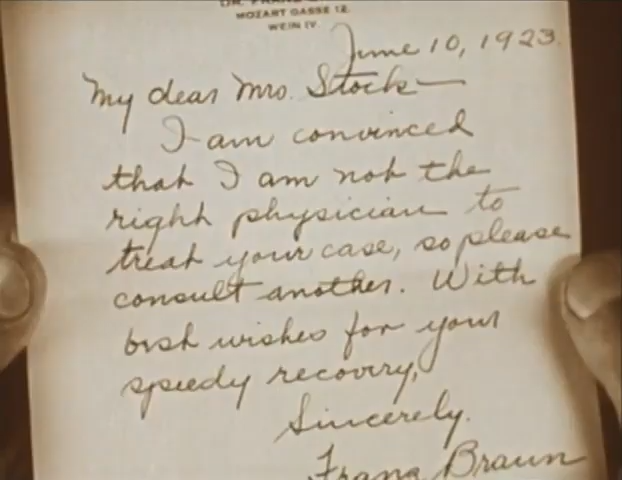 MOZART GASSE 12.
WEIN IV.
June 10, 1923.
My dear Mrs. Stock—
I am convinced
that I am not the
right physician to
treat your case, so please
consult another. With
best wishes for your
speedy recovery,
Sincerely.
Franz Braun